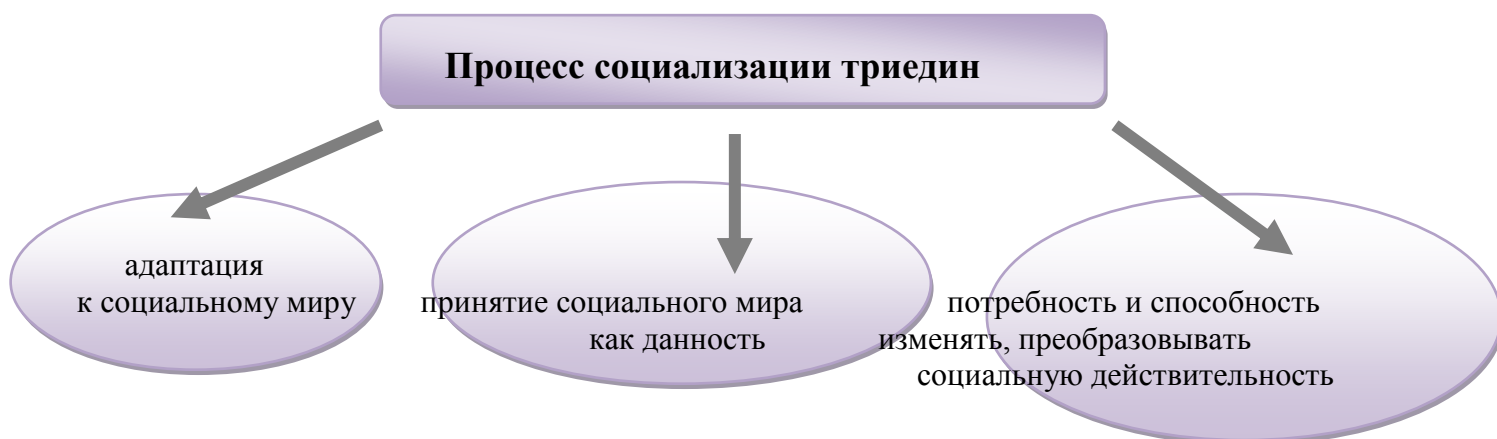 Процесс социализации триедин
адаптация
к социальному миру
принятие социального мира
как данность
потребность и способность
изменять, преобразовывать
социальную действительность